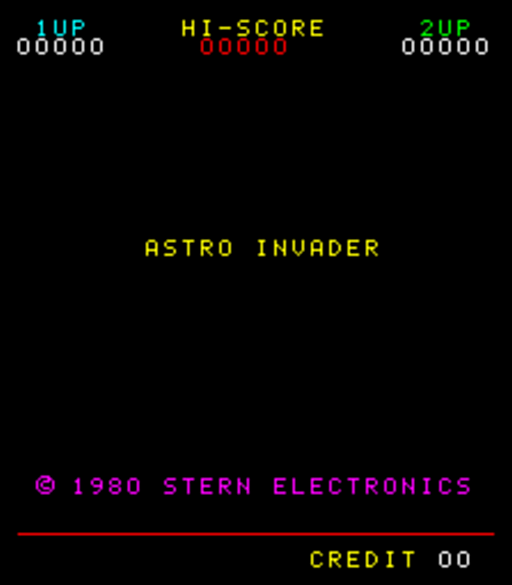 1UP HI-SCORE 2UP
00000 00000 00000
ASTRO INVADER
© 1980 STERN ELECTRONICS
CREDIT 00